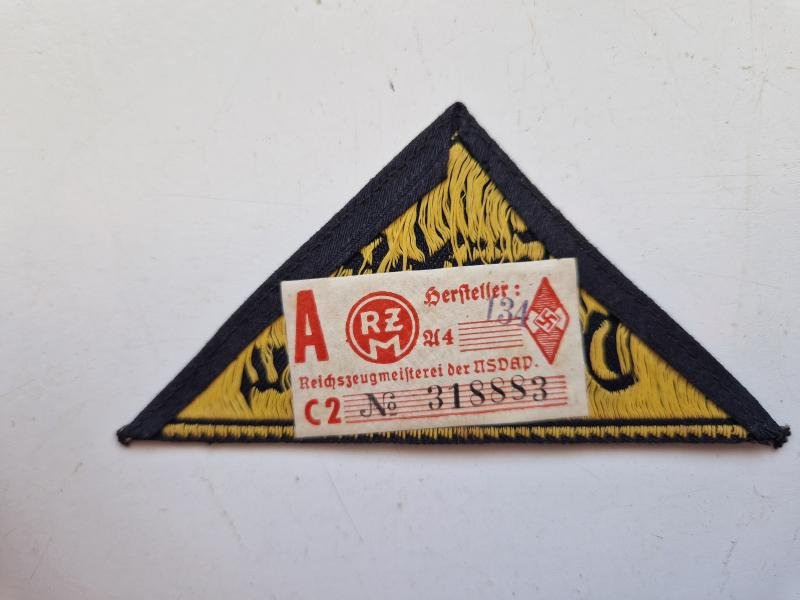 A RZM Hersteller:
A4 134
Reichszeugmeisterei der NSDAP.
C2 No 318883